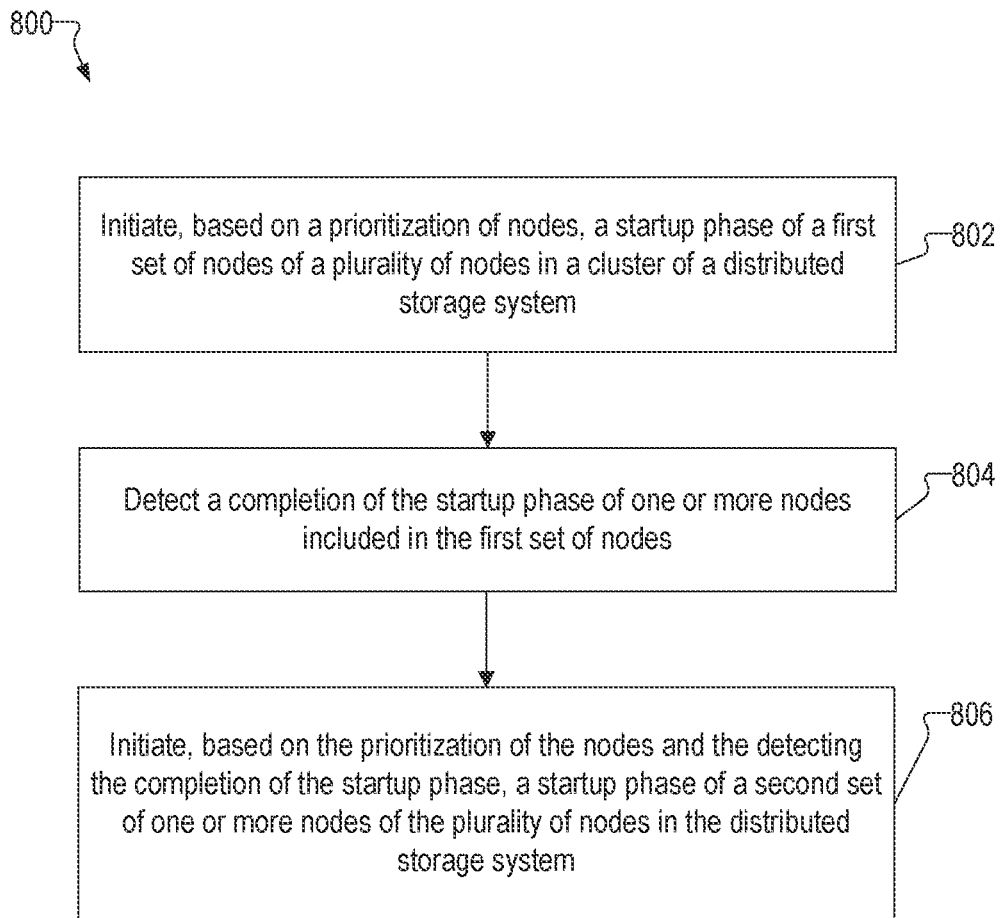 800
Initiate, based on a prioritization of nodes, a startup phase of a first
set of nodes of a plurality of nodes in a cluster of a distributed
storage system
802
Detect a completion of the startup phase of one or more nodes
included in the first set of nodes
804
Initiate, based on the prioritization of the nodes and the detecting
the completion of the startup phase, a startup phase of a second set
of one or more nodes of the plurality of nodes in the distributed
storage system
806